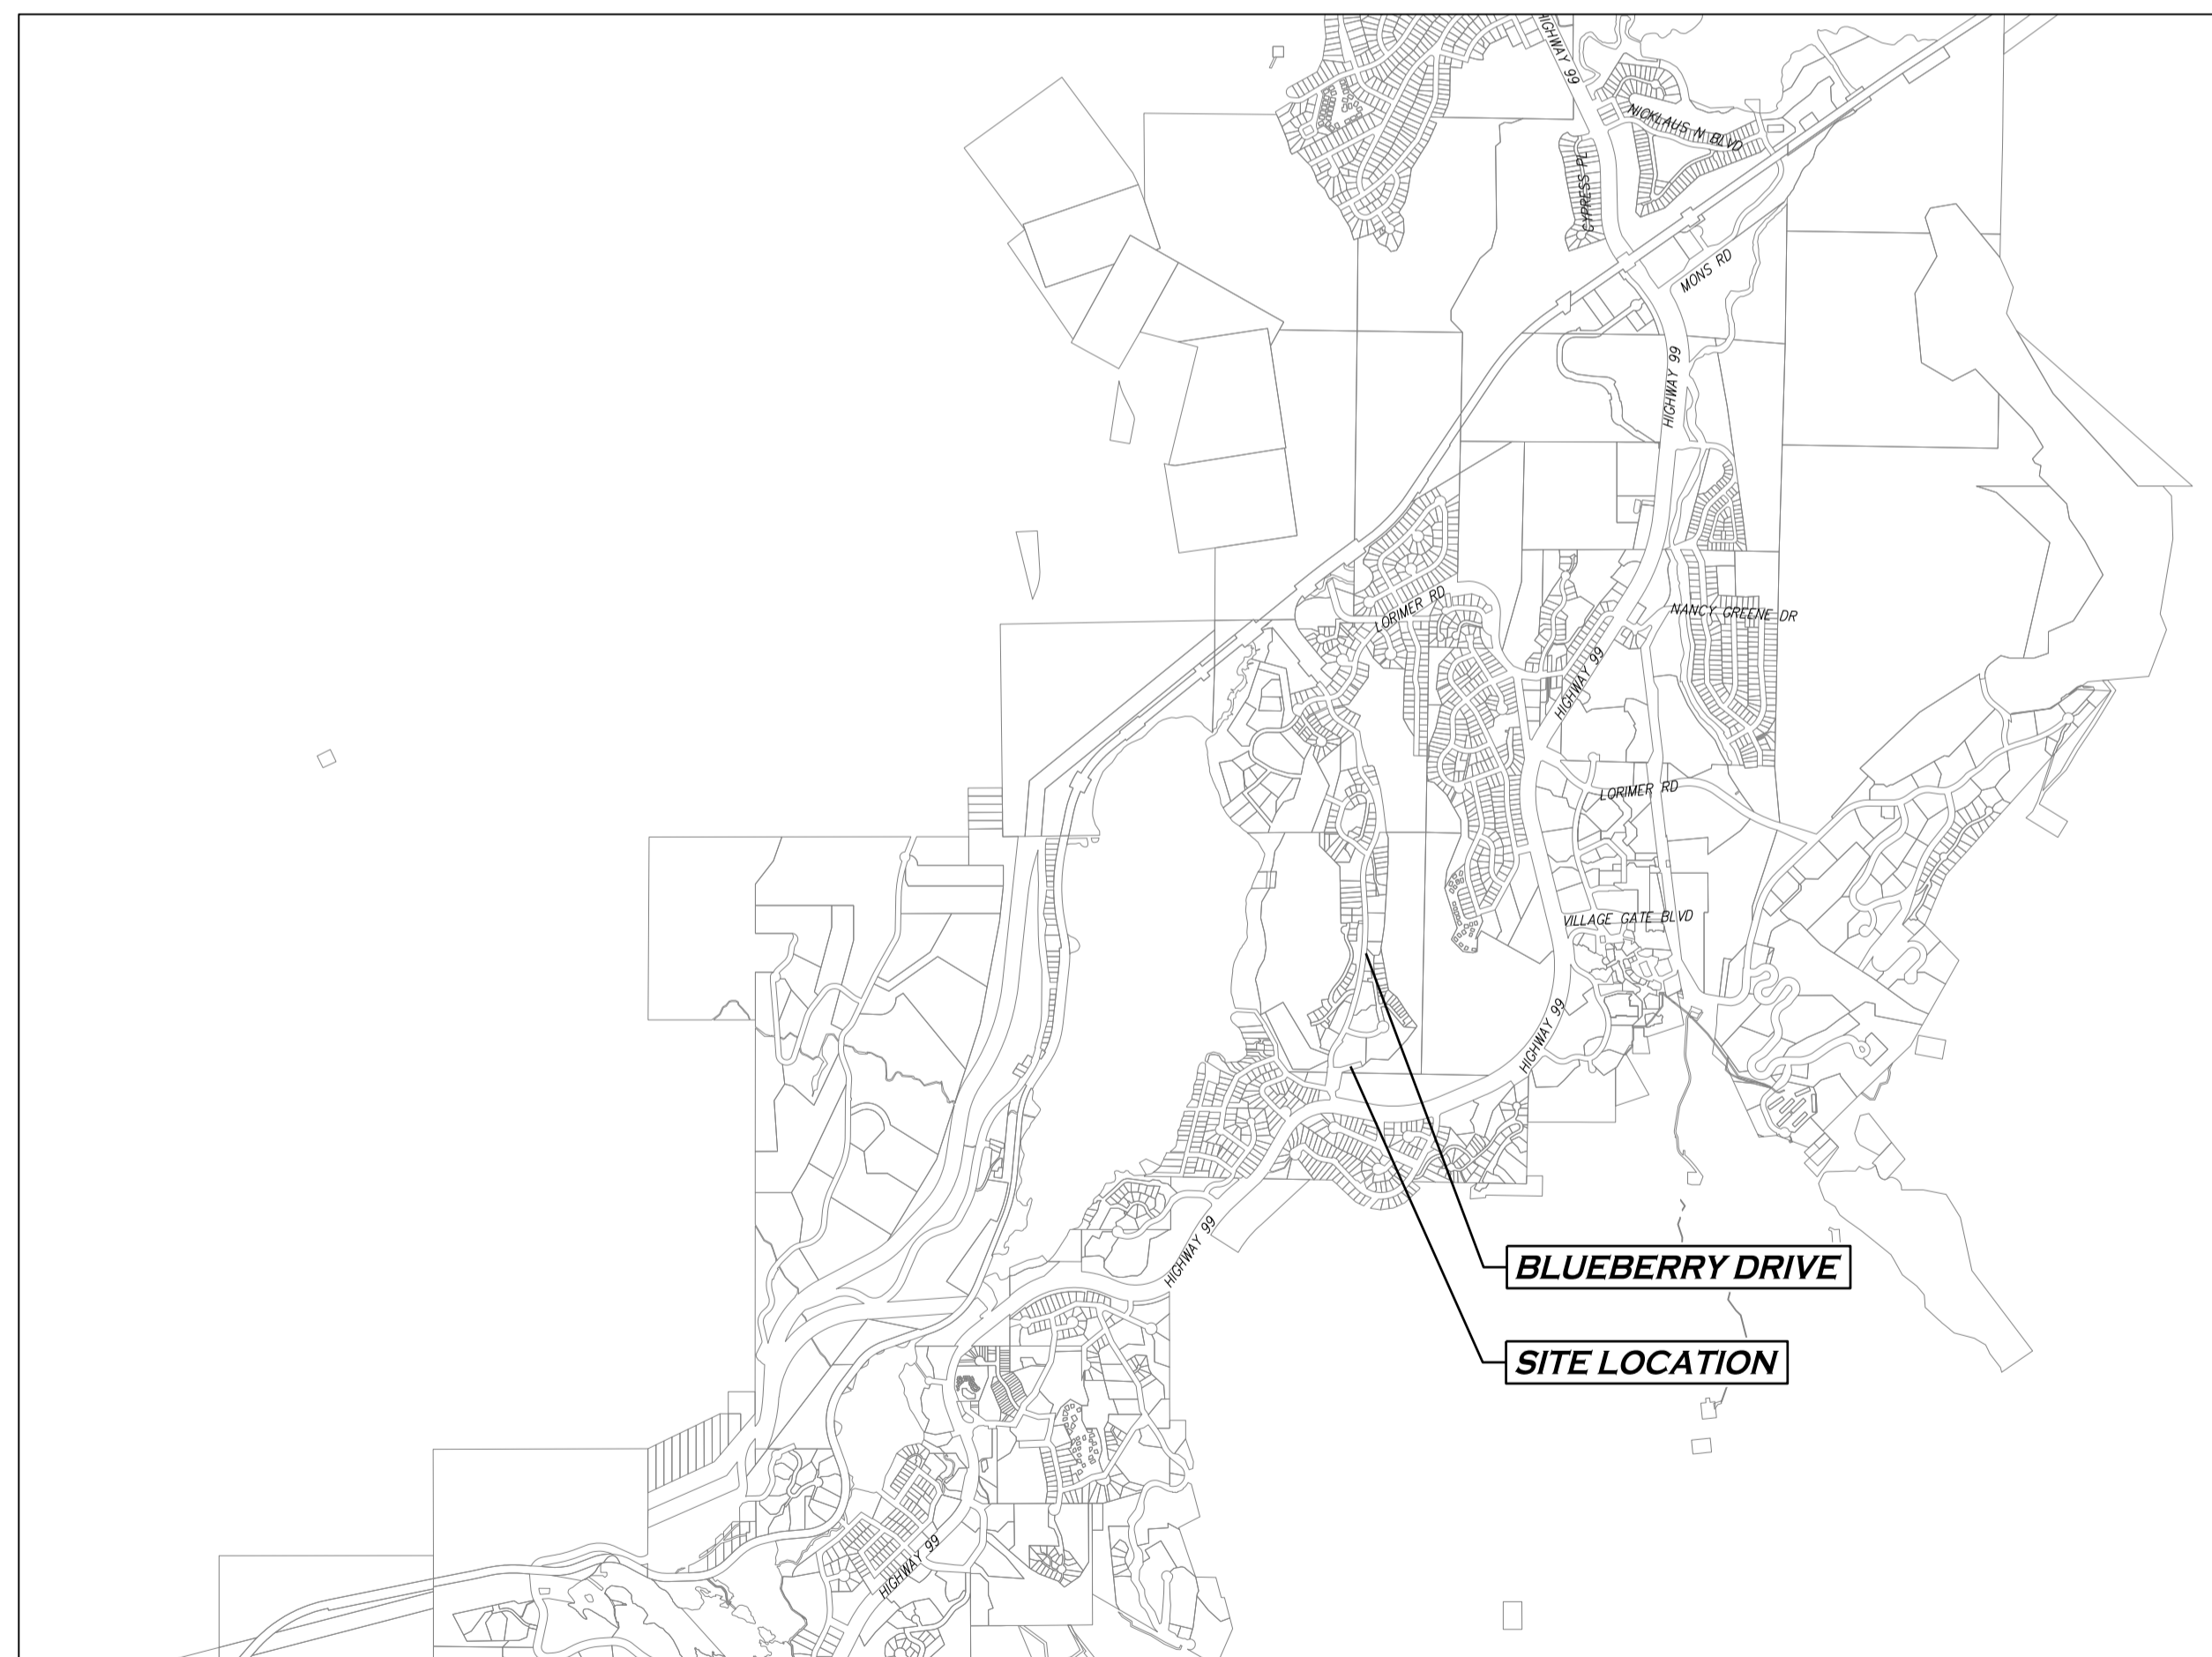 HIGHWAY 99
NICKLAUS N BLVD
CYPRESS PL
MONS RD
HIGHWAY 99
LORIMER RD
NANCY GREENE DR
HIGHWAY 99
LORIMER RD
VILLAGE GATE BLVD
HIGHWAY 99
HIGHWAY 99
BLUEBERRY DRIVE
SITE LOCATION
HIGHWAY 99